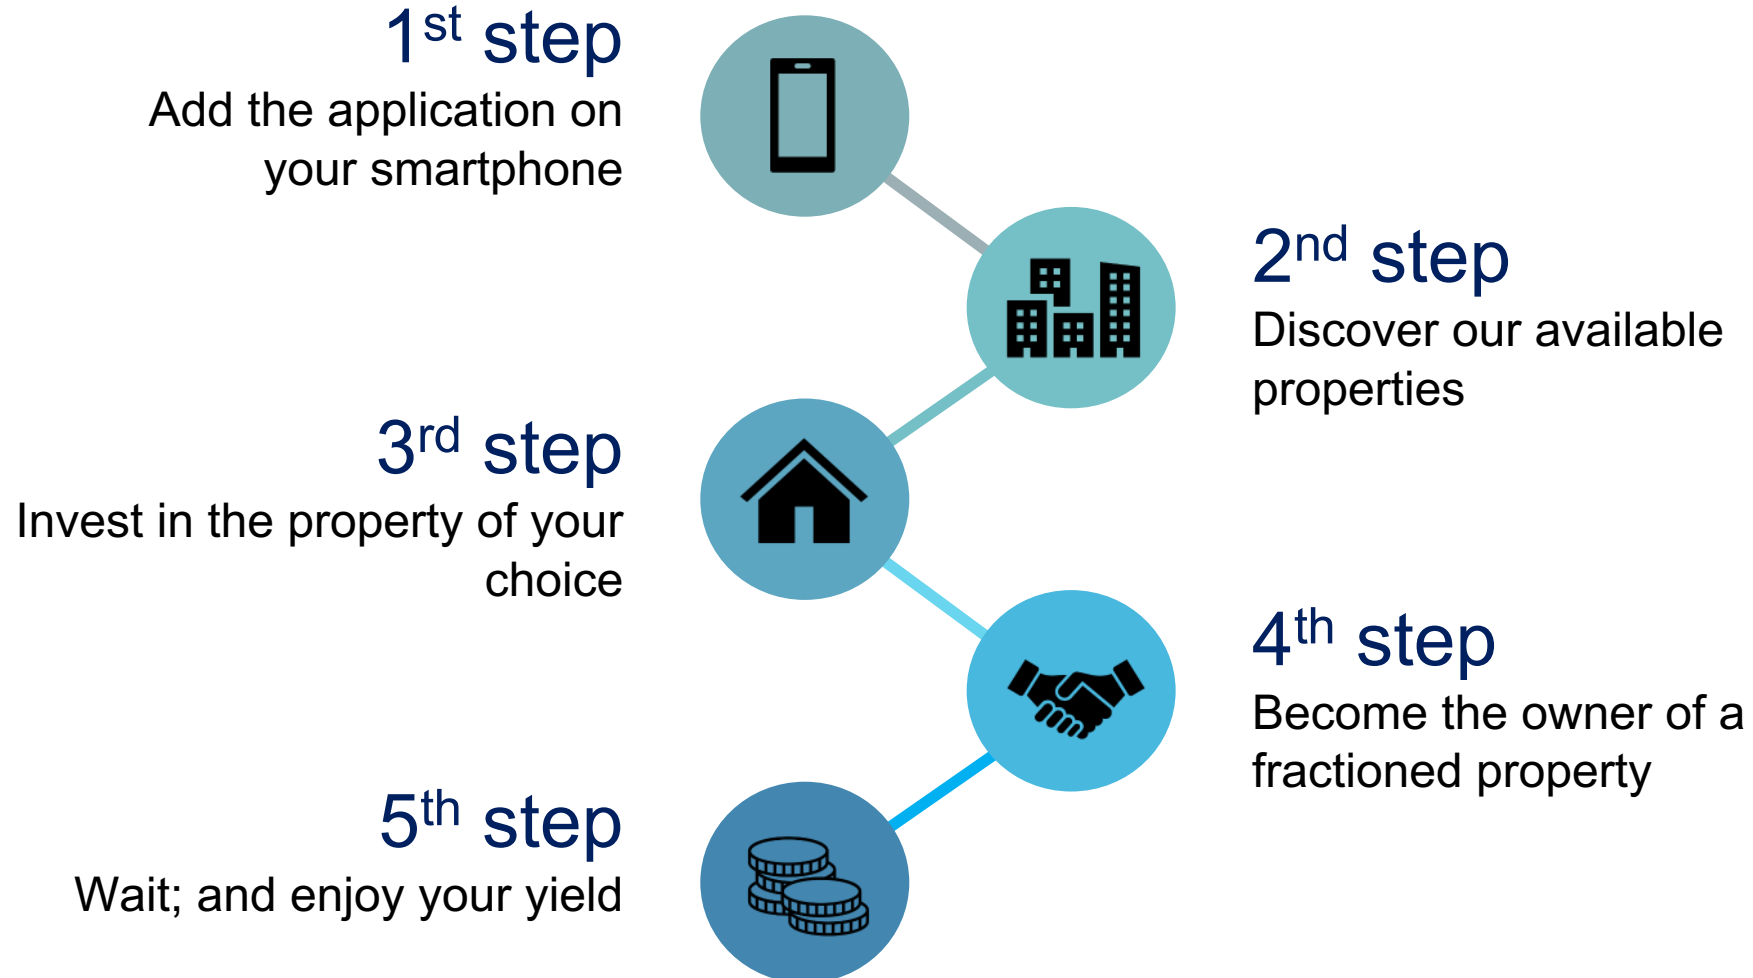 1st step
Add the application on
your smartphone
2nd step
Discover our available
properties
3rd step
Invest in the property of your
choice
4th step
Become the owner of a
fractioned property
5th step
Wait; and enjoy your yield